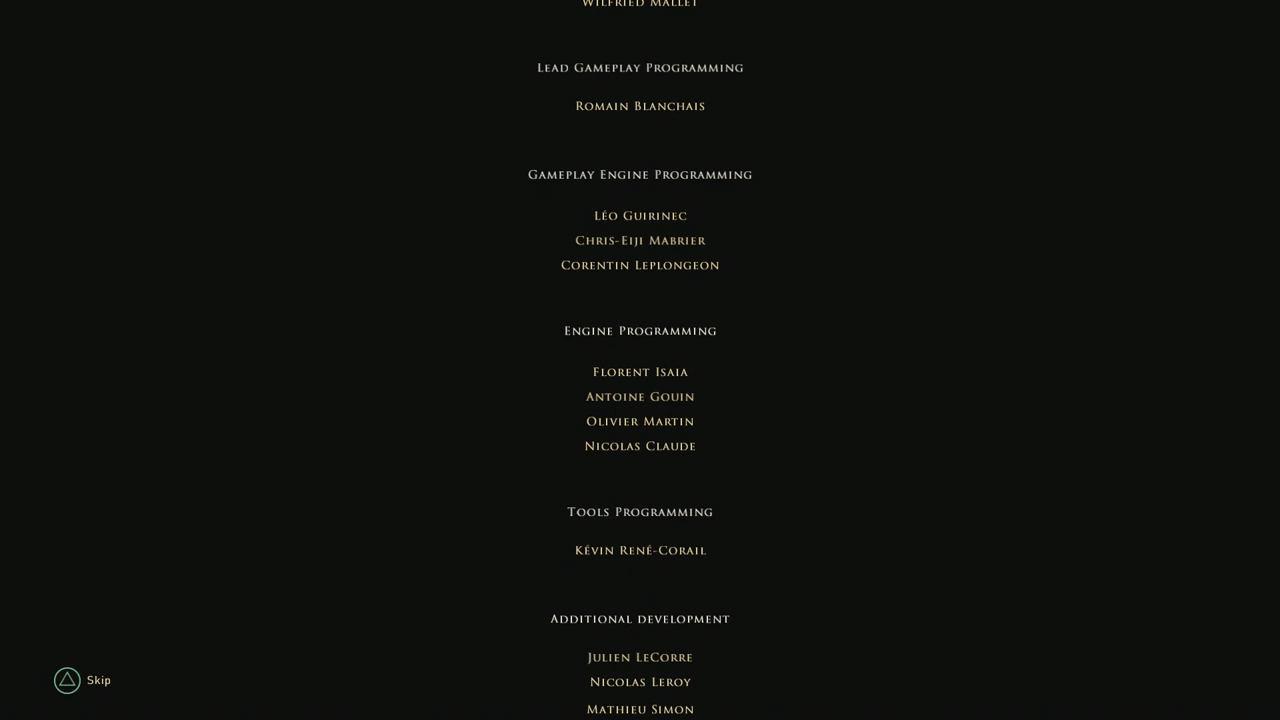 Wilfried Mallet
Lead Gameplay Programming
Romain Blanchais
Gameplay Engine Programming
Léo Guirinec
Chris-Eiji Mabrier
Corentin Leplongeon
Engine Programming
Florent Isaia
Antoine Gouin
Olivier Martin
Nicolas Claude
Tools Programming
Kévin René-Corail
Additional development
Julien LeCorre
Nicolas Leroy
Mathieu Simon
Skip